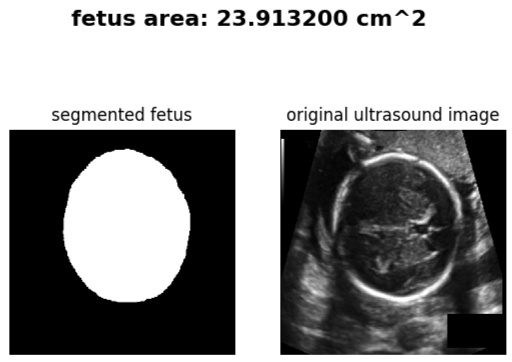 fetus area: 23.913200 cm^2
segmented fetus
original ultrasound image